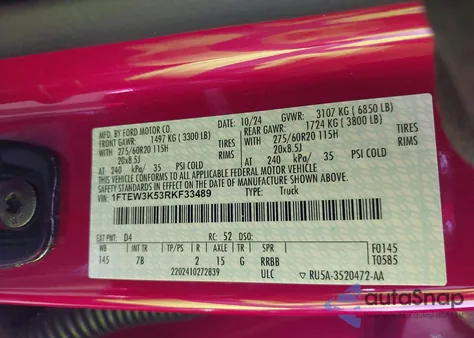 MFD. BY FORD MOTOR CO.
10/24 GVWR: 3107 KG ( 6850 LB)
FRONT GAWR: 1497 KG ( 3300 LB)
REAR GAWR: 1724 KG ( 3800 LB)
WITH 275/60R20 115H TIRES
20x8.5J RIMS
AT 240 kPa/ 35 PSI COLD
WITH 275/60R20 115H TIRES
20x8.5J RIMS
AT 240 kPa/ 35 PSI COLD
THIS VEHICLE CONFORMS TO ALL APPLICABLE FEDERAL MOTOR VEHICLE
SAFETY STANDARDS IN EFFECT ON THE DATE OF MANUFACTURE SHOWN ABOVE.
VIN: 1FTEW3K53RKF33489 TYPE: Truck
EXT PNT: D4 RC: 52 DSO:
WB INT TR TP/PS R AXLE TR SPR
145 7B 2 15 G RRBB
F0145
T0585
2202410272839 ULC ▽ RU5A-3520472-AA
autoSnap